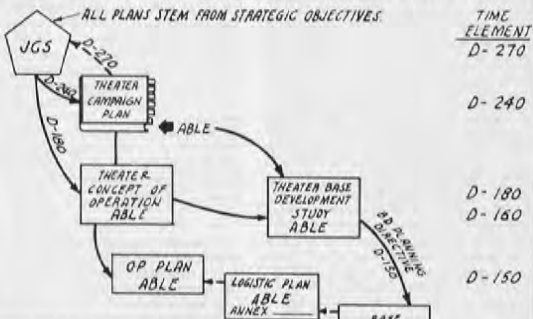 ALL PLANS STEM FROM STRATEGIC OBJECTIVES.
TIME
ELEMENT
JCS
D-270
D-270
THEATER
CAMPAIGN
PLAN
D-240
D-240
ABLE
D-180
THEATER
CONCEPT OF
OPERATION
ABLE
THEATER BASE
DEVELOPMENT
STUDY
ABLE
D-180
D-160
BD PLANNING
DIRECTIVE
D-150
OP PLAN
ABLE
LOGISTIC PLAN
ABLE
ANNEX
D-150
BASE